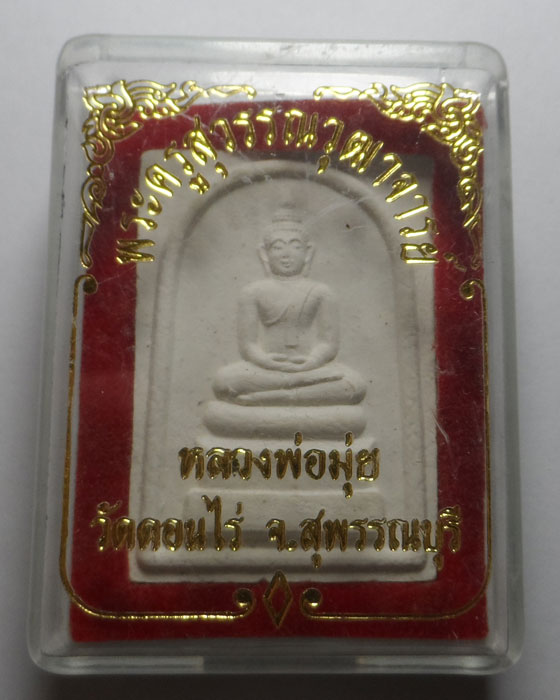 พระครูสุวรรณวุฒาจารย์
หลวงพ่อมุ่ย
วัดดอนไร่ จ.สุพรรณบุรี